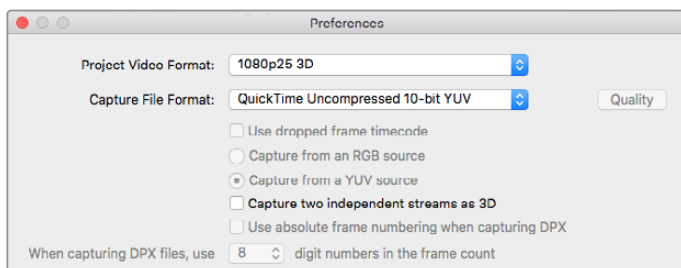 Preferences
Project Video Format: 1080p25 3D
Capture File Format: QuickTime Uncompressed 10-bit YUV Quality
Use dropped frame timecode
Capture from an RGB source
Capture from a YUV source
Capture two independent streams as 3D
Use absolute frame numbering when capturing DPX
When capturing DPX files, use 8 digit numbers in the frame count